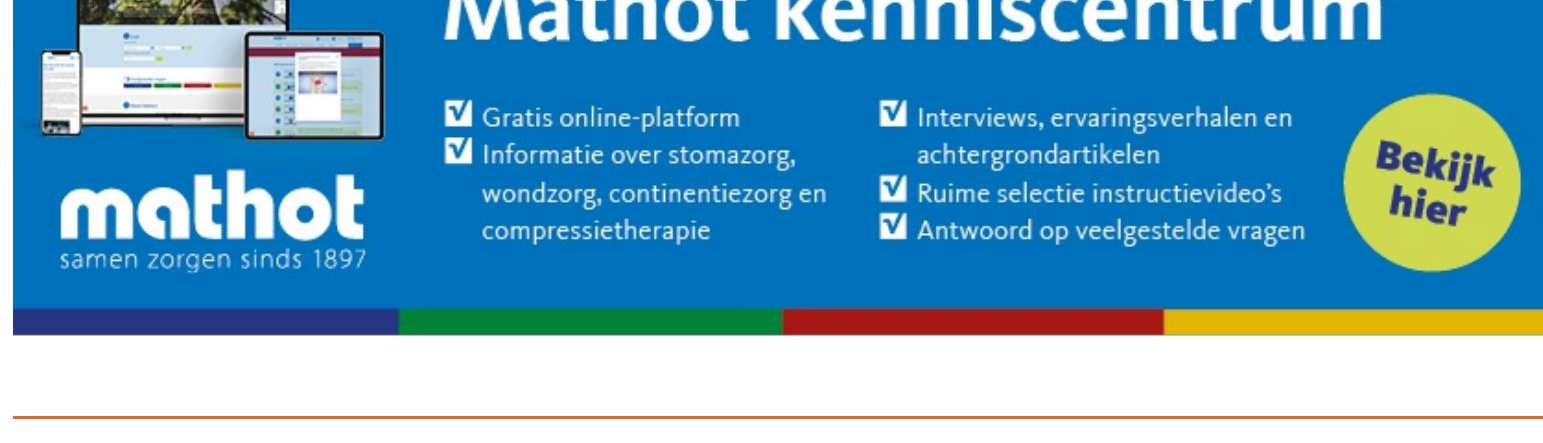 Mathot kenniscentrum
Gratis online-platform
Informatie over stomazorg,
wondzorg, continentiezorg en
compressietherapie
Interviews, ervaringsverhalen en
achtergrondartikelen
Ruime selectie instructievideo's
Antwoord op veelgestelde vragen
Bekijk
hier
mathot
samen zorgen sinds 1897